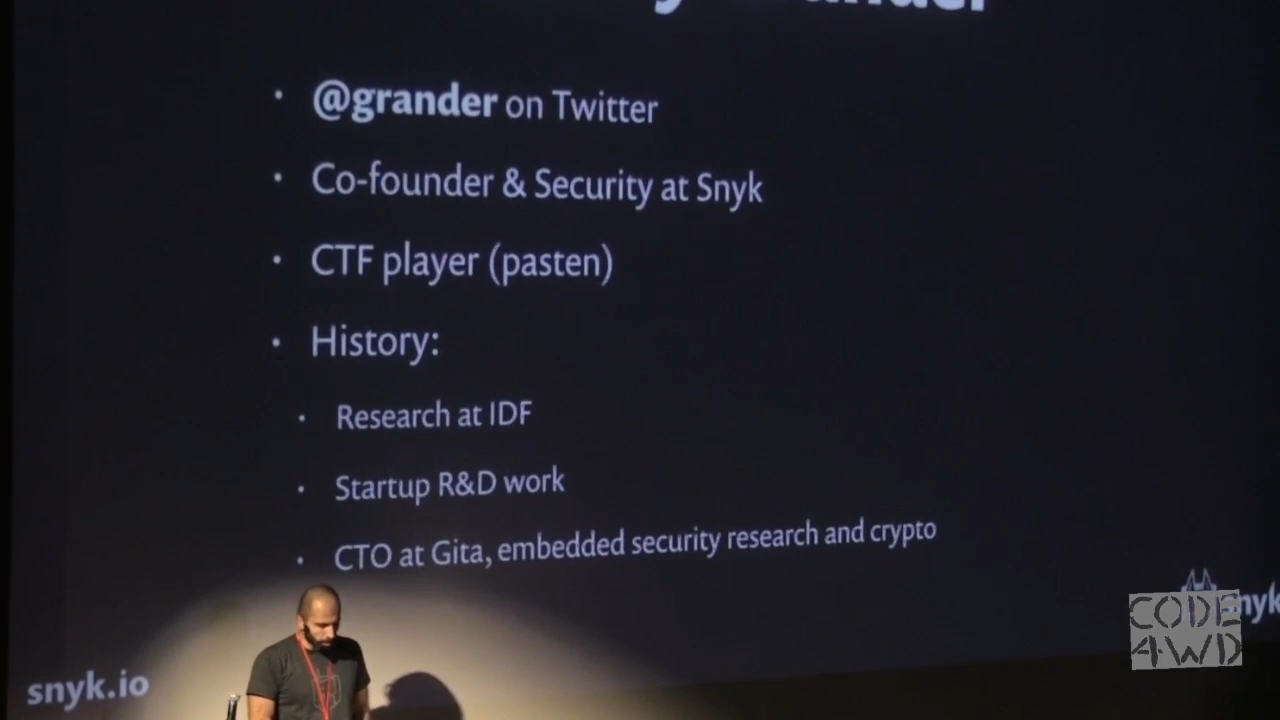 @grander on Twitter
Co-founder & Security at Snyk
CTF player (pasten)
History:
Research at IDF
Startup R&D work
CTO at Gita, embedded security research and crypto
snyk.io
CODE
4WD